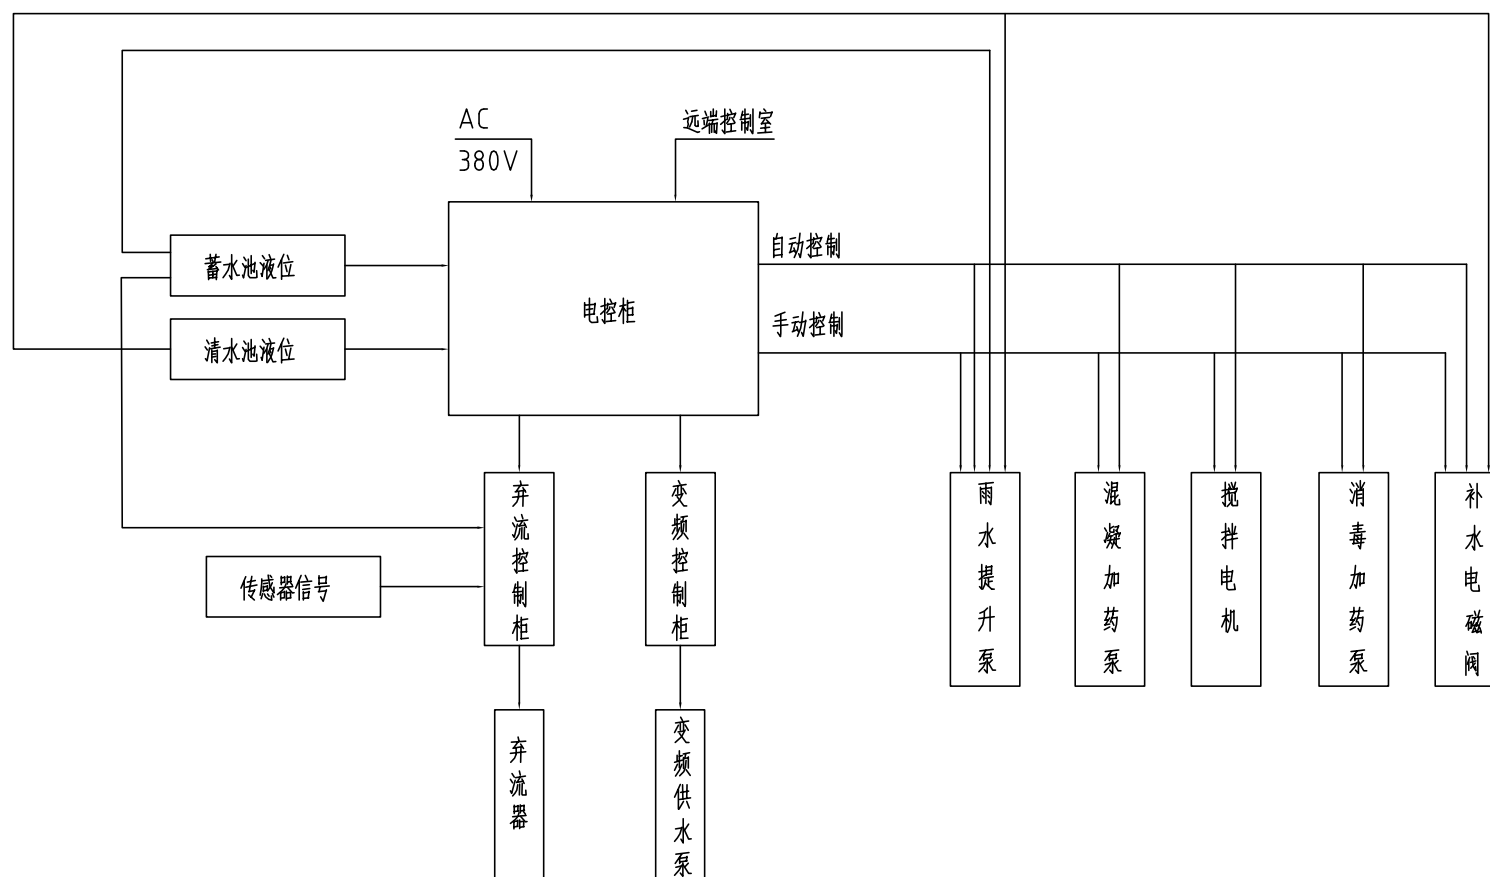 AC
380V
远端控制室
自动控制
蓄水池液位
电控柜
手动控制
清水池液位
弃流控制柜
变频控制柜
雨水提升泵
混凝加药泵
搅拌电机
消毒加药泵
补水电磁阀
传感器信号
弃流器
变频供水泵